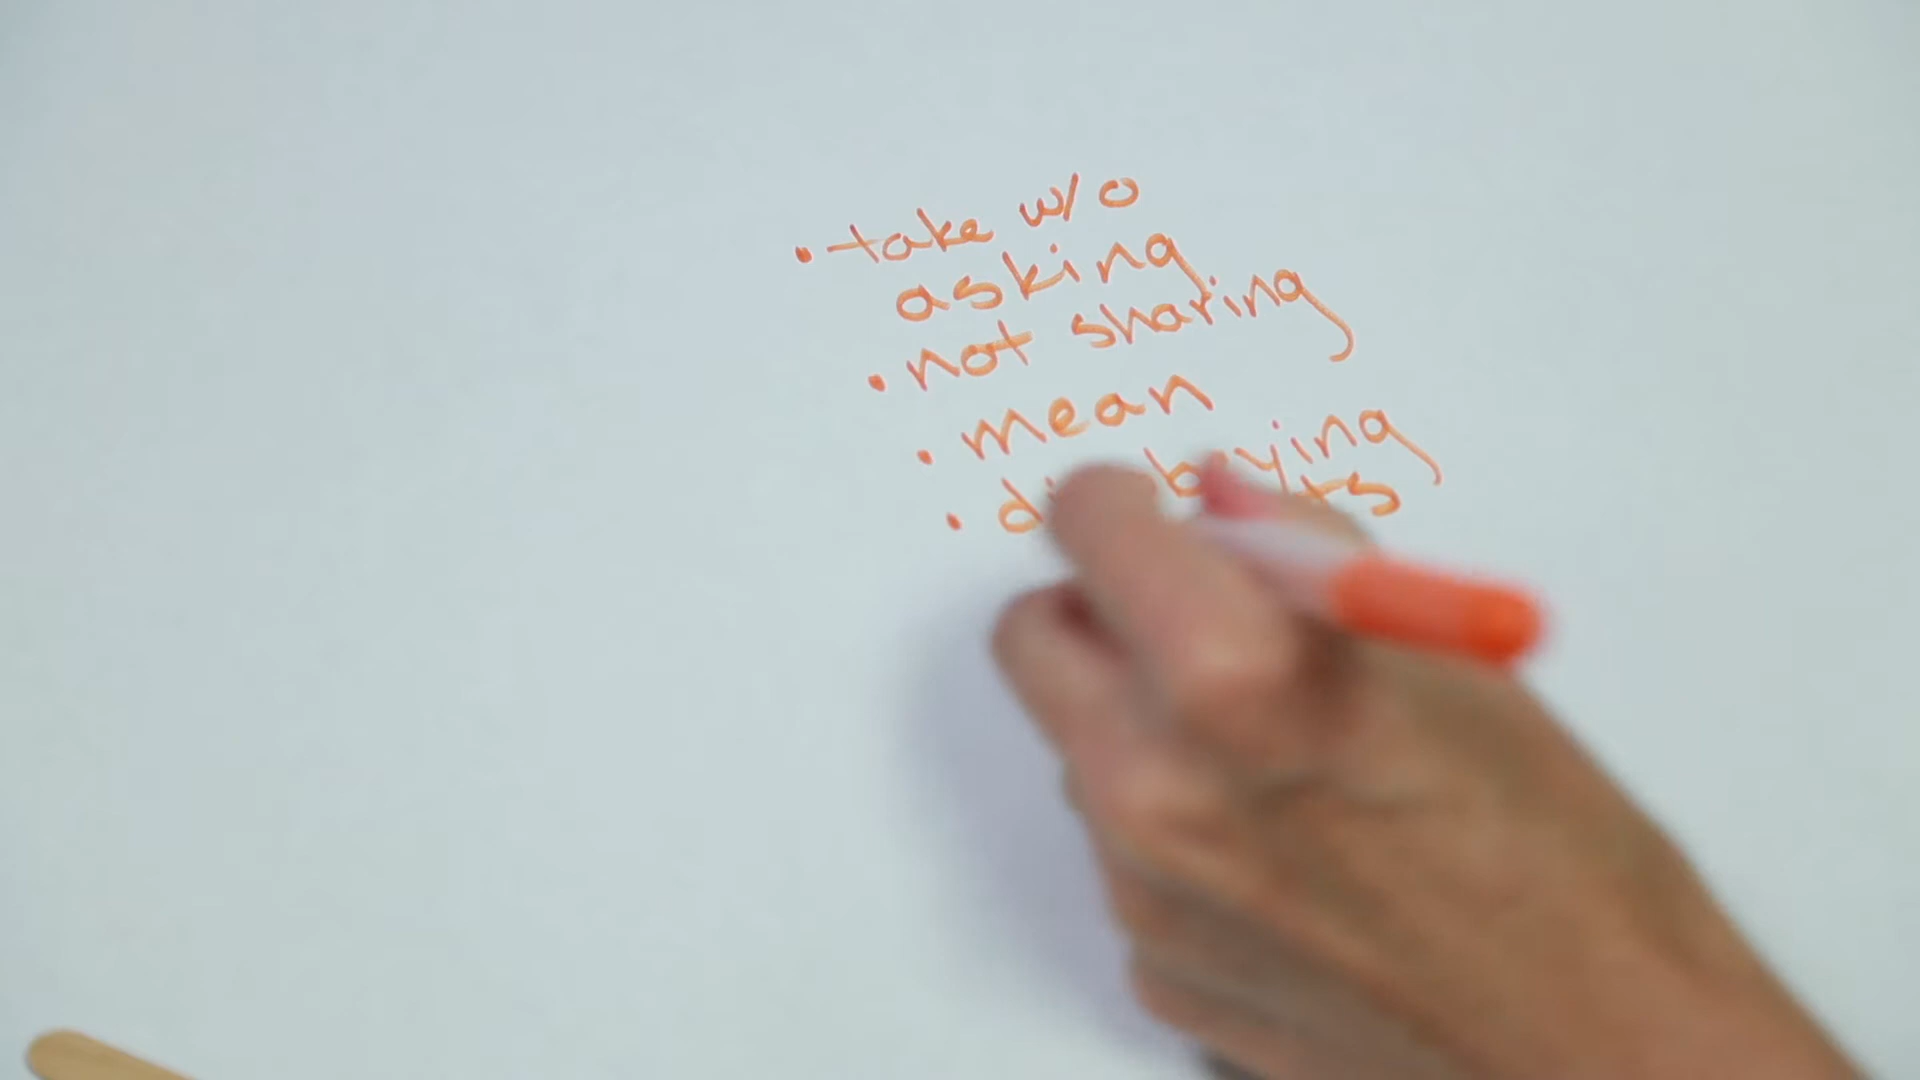 • take w/o
asking
• not sharing
• mean
•